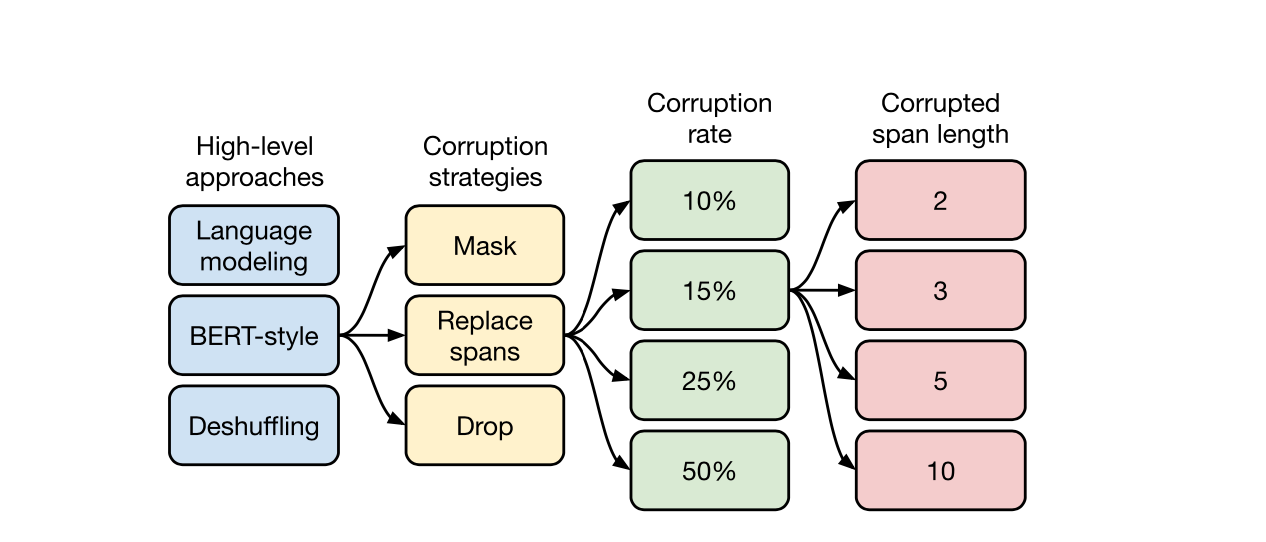 High-level
approaches
Language
modeling
BERT-style
Deshuffling
Corruption
strategies
Mask
Replace
spans
Drop
Corruption
rate
10%
15%
25%
50%
Corrupted
span length
2
3
5
10